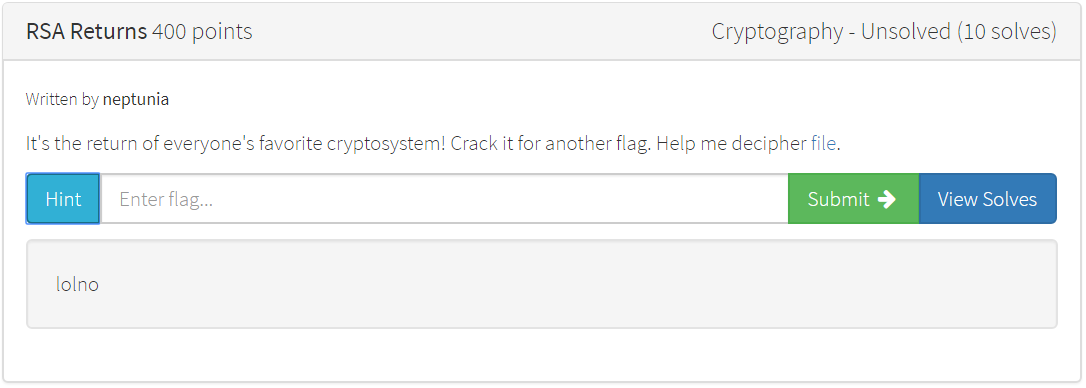 RSA Returns 400 points Cryptography - Unsolved (10 solves)
Written by neptunia
It's the return of everyone's favorite cryptosystem! Crack it for another flag. Help me decipher file.
Hint Enter flag... Submit View Solves
lolno